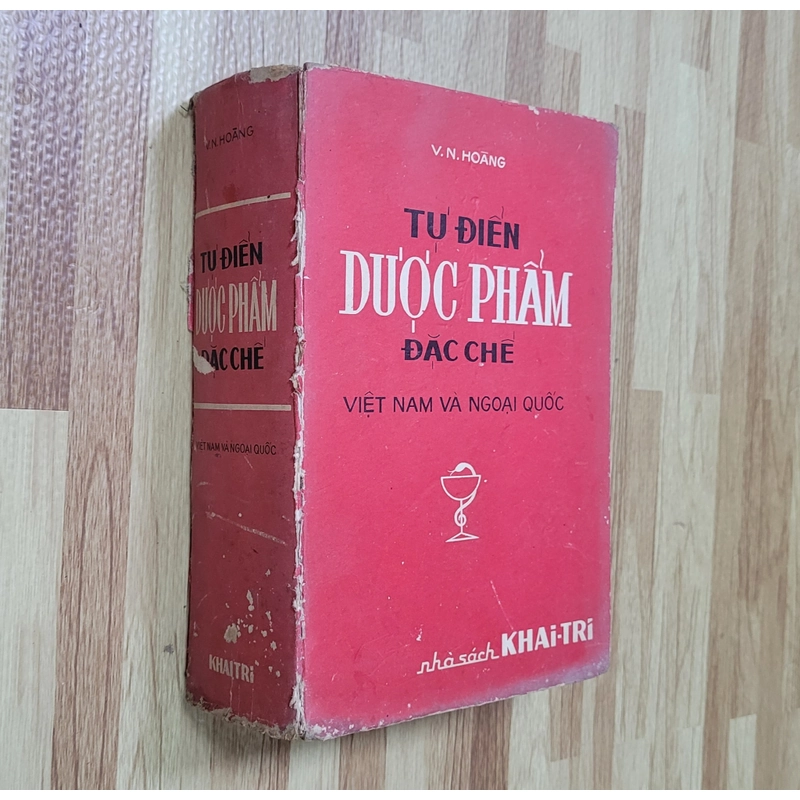 V.N.HOÀNG
TỰ ĐIỂN
DƯỢC PHẨM
ĐẶC CHẾ
VIỆT NAM VÀ NGOẠI QUỐC
KHAI TRÍ
V. N. HOÀNG
TỰ ĐIỂN
DƯỢC PHẨM
ĐẶC CHẾ
VIỆT NAM VÀ NGOẠI QUỐC
nhà sách KHAI-TRÍ